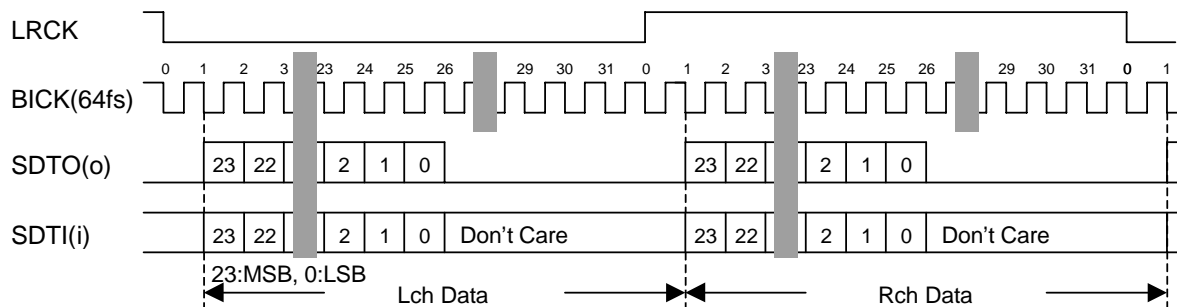 LRCK
0 1 2 3 23 24 25 26 29 30 31 0 1 2 3 23 24 25 26 29 30 31 0 1
BICK(64fs)
SDTO(o) 23 22 2 1 0 23 22 2 1 0
SDTI(i) 23 22 2 1 0 Don't Care 23 22 2 1 0 Don't Care
23:MSB, 0:LSB
Lch Data Rch Data